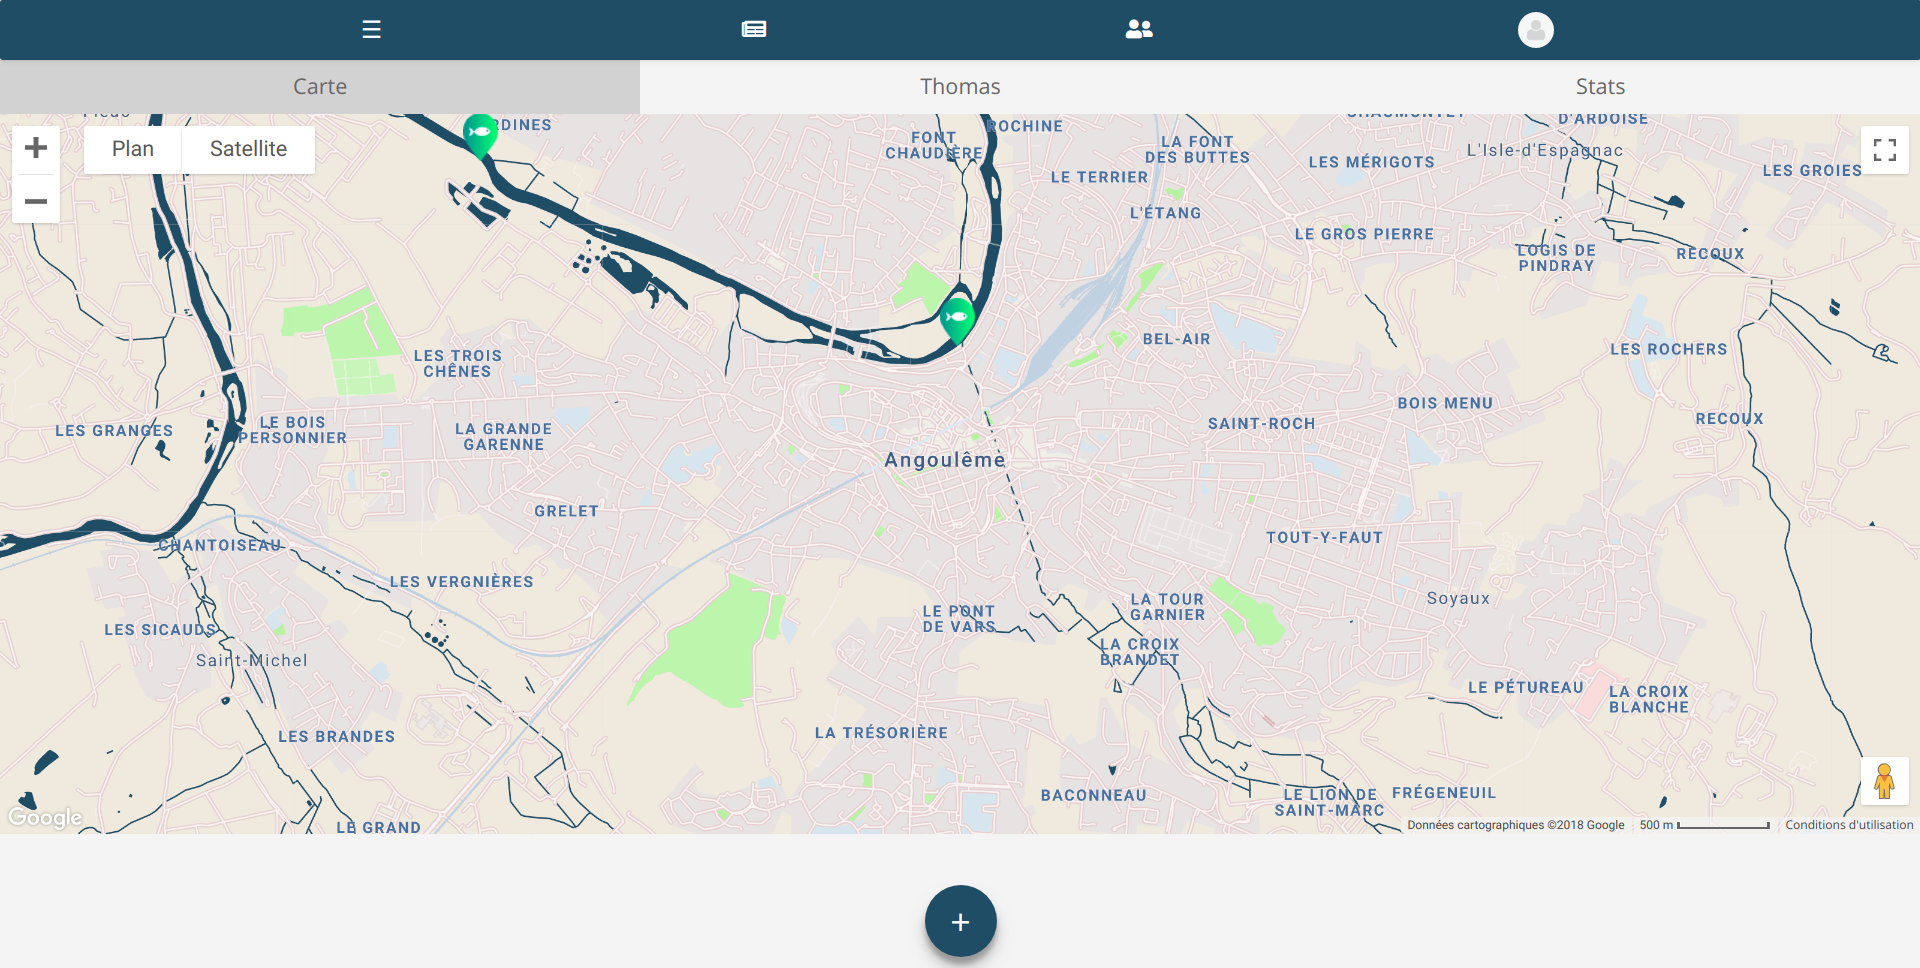 Carte
Thomas
Stats
Plan
Satellite
RDINES
FONT
CHAUDIÈRE
ROCHINE
LA FONT
DES BUTTES
LES MÉRIGOTS
D'ARDOISE
L'Isle-d'Espagnac
LES GROIES
LE TERRIER
L'ÉTANG
LE GROS PIERRE
LOGIS DE
PINDRAY
RECOUX
BEL-AIR
LES ROCHERS
LES TROIS
CHÊNES
BOIS MENU
RECOUX
LES GRANGES
LE BOIS
PERSONNIER
LA GRANDE
GARENNE
SAINT-ROCH
Angoulême
GRELET
TOUT-Y-FAUT
CHANTOISEAU
LES VERGNIÈRES
LE PONT
DE VARS
LA TOUR
GARNIER
Soyaux
LES SICAUDS
Saint-Michel
LA CROIX
BRANDET
LE PÉTUREAU
LA CROIX
BLANCHE
LES BRANDES
LA TRÉSORIÈRE
BACONNEAU
LE LION DE
SAINT-MARC
FRÉGENEUIL
LE GRAND
Google
Données cartographiques ©2018 Google
500 m
Conditions d'utilisation